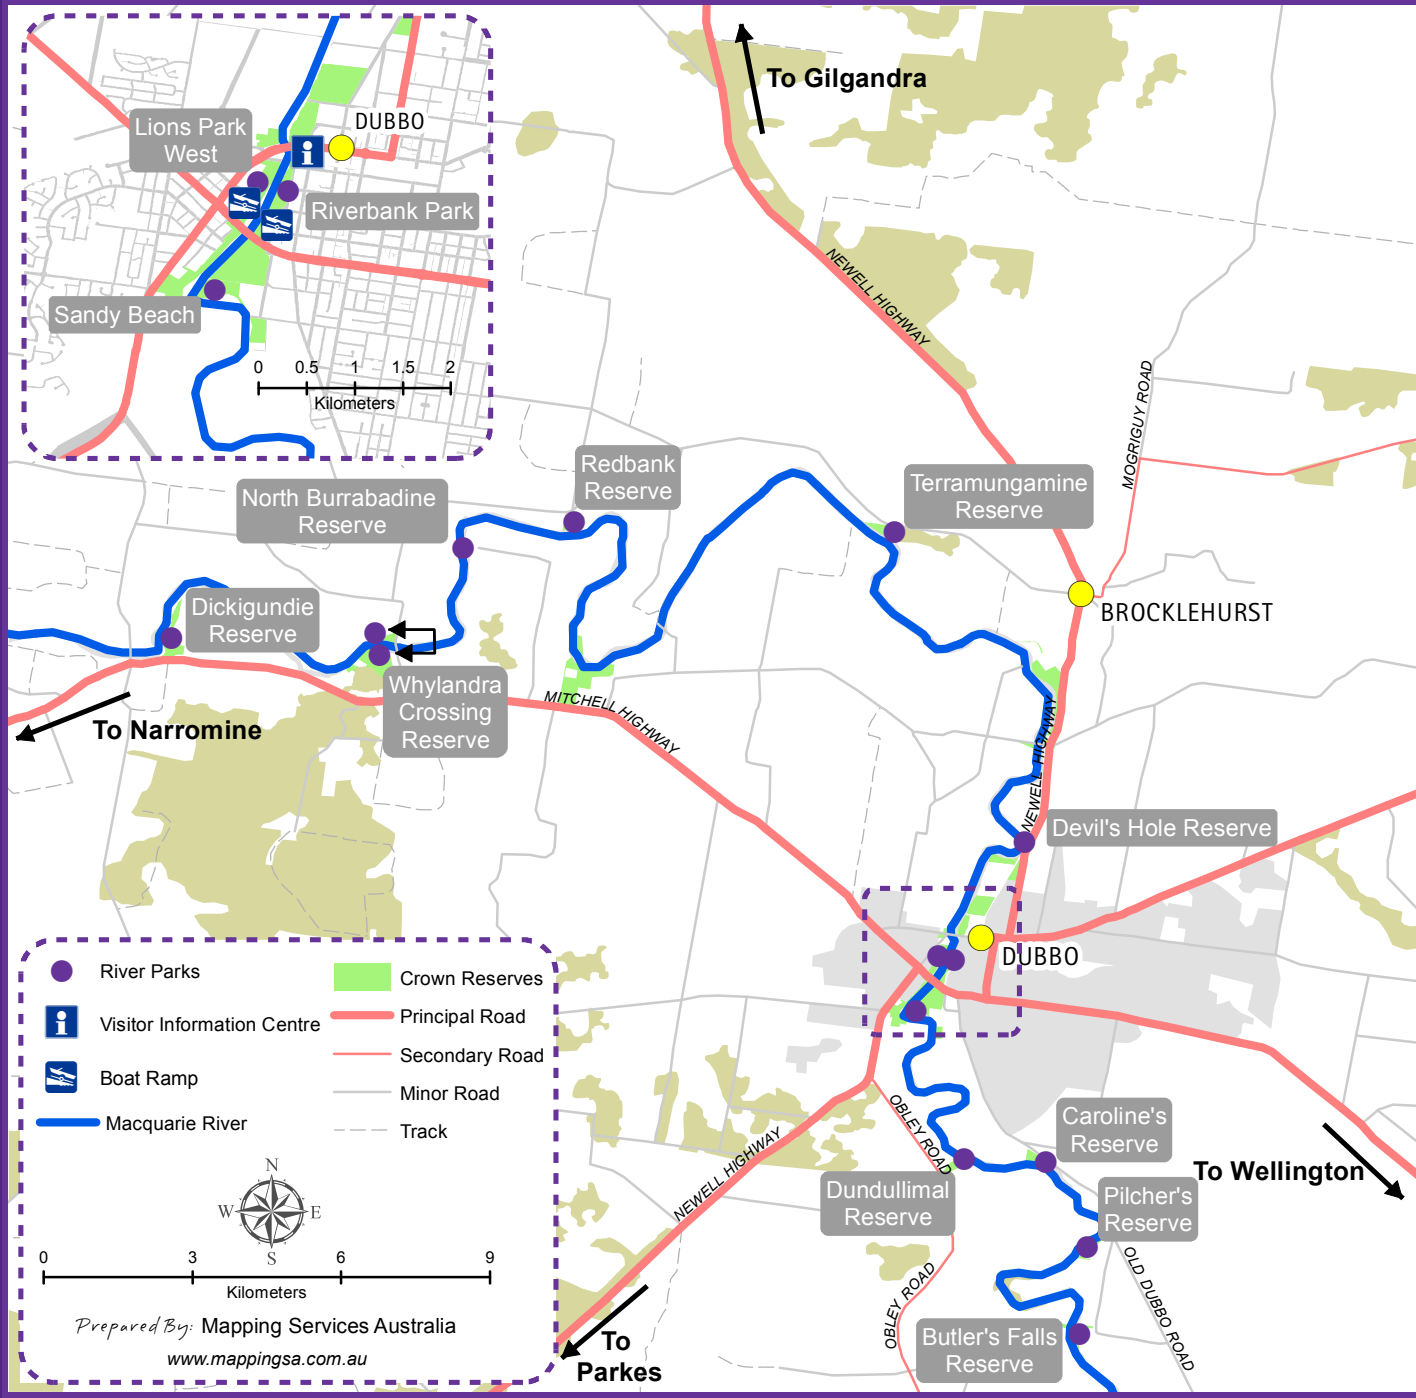 To Gilgandra
DUBBO
Lions Park
West
Riverbank Park
Sandy Beach
0 0.5 1 1.5 2
Kilometers
NEWELL HIGHWAY
MOGRIGUY ROAD
Redbank
Reserve
North Burrabadine
Reserve
Terramungamine
Reserve
BROCKLEHURST
Dickigundie
Reserve
Whylandra
Crossing
Reserve
MITCHELL HIGHWAY
To Narromine
NEWELL HIGHWAY
Devil's Hole Reserve
DUBBO
River Parks
Visitor Information Centre
Boat Ramp
Macquarie River
Crown Reserves
Principal Road
Secondary Road
Minor Road
Track
N
W E
S
0 3 6 9
Kilometers
Prepared By: Mapping Services Australia
www.mappingsa.com.au
OBLEY ROAD
NEWELL HIGHWAY
Caroline's
Reserve
To Wellington
Dundullimal
Reserve
Pilcher's
Reserve
OBLEY ROAD
OLD DUBBO ROAD
Butler's Falls
Reserve
To
Parkes